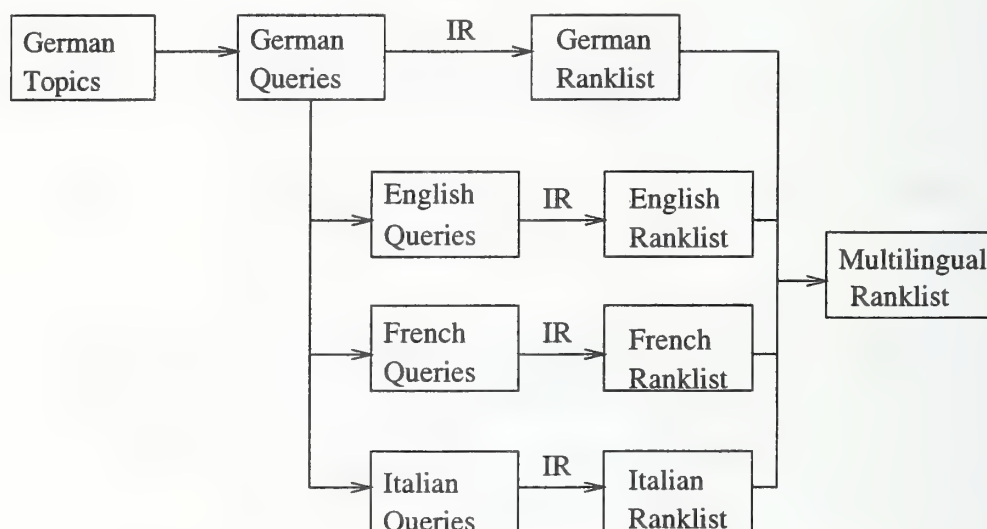 German
Topics
German
Queries
IR
German
Ranklist
English
Queries
IR
English
Ranklist
Multilingual
Ranklist
French
Queries
IR
French
Ranklist
Italian
Queries
IR
Italian
Ranklist